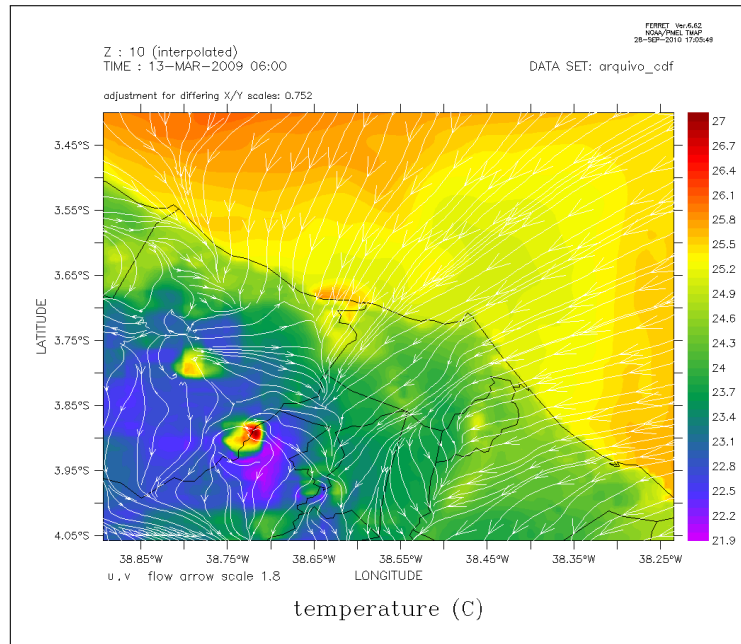 FERRET Ver.6.62
NOAA/PMEL TMAP
28-SEP-2010 17:05:49
Z : 10 (interpolated)
TIME : 13-MAR-2009 06:00
DATA SET: arquivo_cdf
adjustment for differing X/Y scales: 0.752
3.45°S
3.55°S
3.65°S
3.75°S
3.85°S
3.95°S
4.05°S
LATITUDE
27
26.7
26.4
26.1
25.8
25.5
25.2
24.9
24.6
24.3
24
23.7
23.4
23.1
22.8
22.5
22.2
21.9
38.85°W
38.75°W
38.65°W
38.55°W
38.45°W
38.35°W
38.25°W
u,v flow arrow scale 1.8
LONGITUDE
temperature (C)